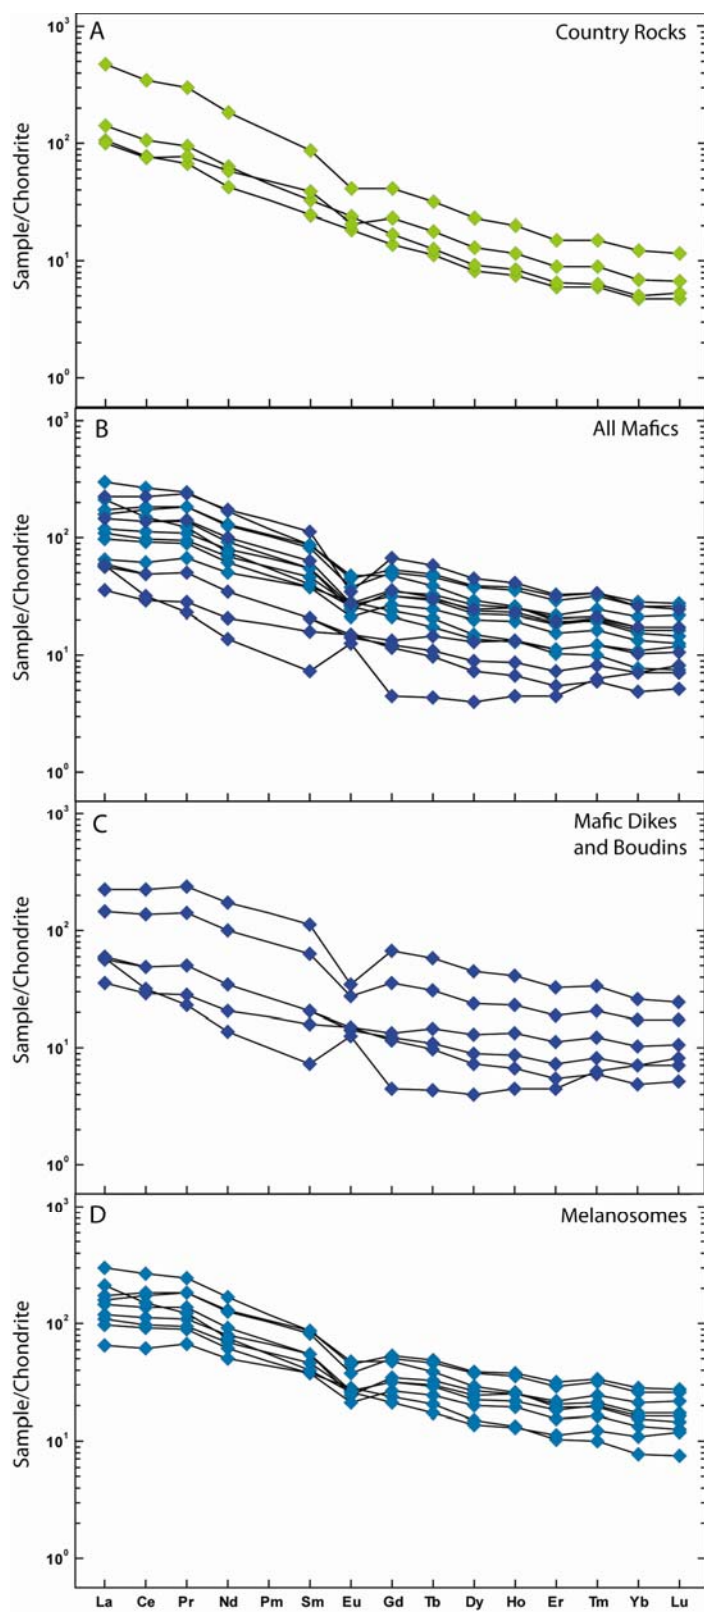 A
Country Rocks
10³
10²
10¹
10⁰
Sample/Chondrite
B
All Mafics
10³
10²
10¹
10⁰
Sample/Chondrite
C
Mafic Dikes
and Boudins
10³
10²
10¹
10⁰
Sample/Chondrite
D
Melanosomes
10³
10²
10¹
10⁰
Sample/Chondrite
La Ce Pr Nd Pm Sm Eu Gd Tb Dy Ho Er Tm Yb Lu